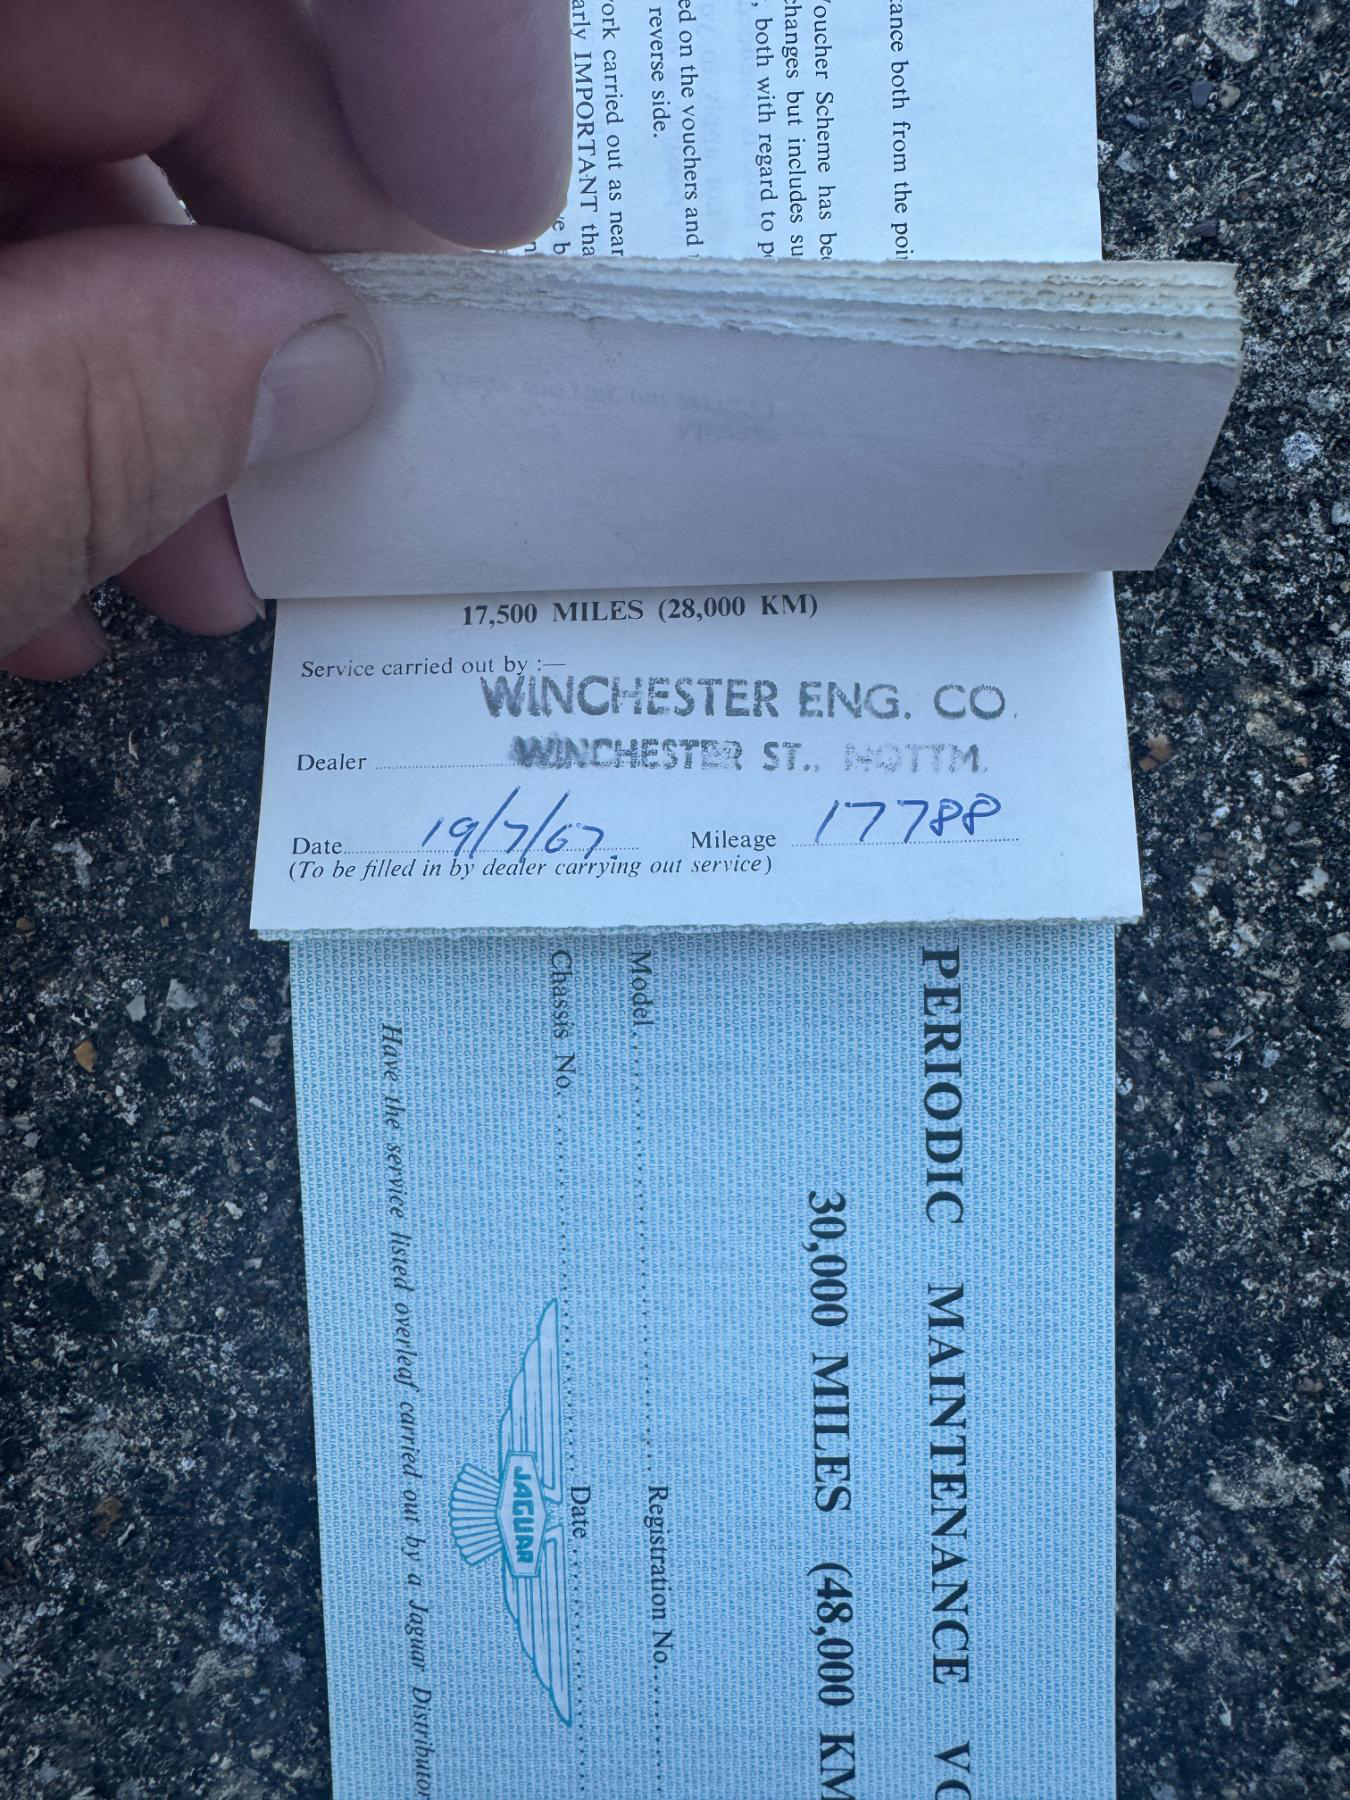 ance both from the poi
oucher Scheme has bee
changes but includes su
, both with regard to p
ed on the vouchers and
reverse side.
ork carried out as near
arly IMPORTANT tha
e b
17,500 MILES (28,000 KM)
Service carried out by :—
WINCHESTER ENG. CO.
Dealer WINCHESTER ST., NOTTM.
Date 19/7/67 Mileage 17788
(To be filled in by dealer carrying out service)
PERIODIC MAINTENANCE VO
30,000 MILES (48,000 KM
Model Registration No.
Chassis No. Date
JAGUAR
Have the service listed overleaf carried out by a Jaguar Distributor